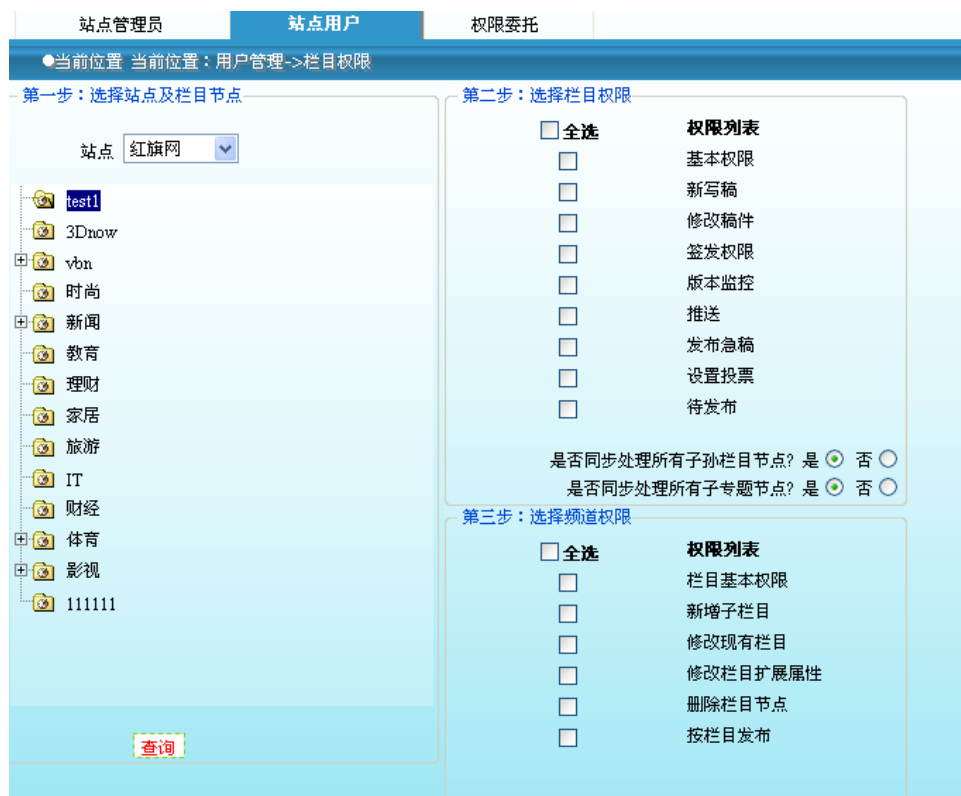 站点管理员 站点用户 权限委托
●当前位置 当前位置：用户管理->栏目权限
第一步：选择站点及栏目节点
站点 红旗网
test1
3Dnow
vbn
时尚
新闻
教育
理财
家居
旅游
IT
财经
体育
影视
111111
查询
第二步：选择栏目权限
全选 权限列表
基本权限
新写稿
修改稿件
签发权限
版本监控
推送
发布急稿
设置投票
待发布
是否同步处理所有子孙栏目节点? 是 否
是否同步处理所有子专题节点? 是 否
第三步：选择频道权限
全选 权限列表
栏目基本权限
新增子栏目
修改现有栏目
修改栏目扩展属性
删除栏目节点
按栏目发布